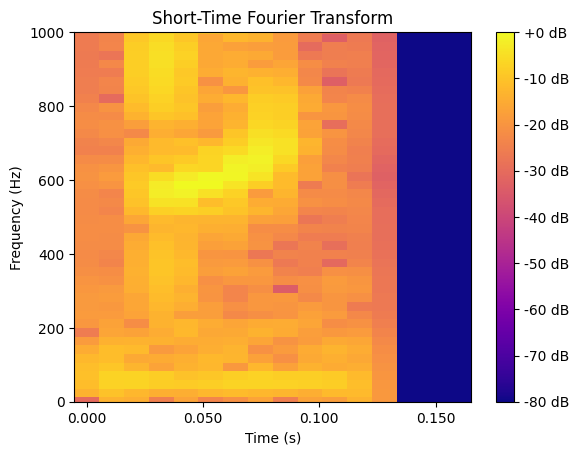 Short-Time Fourier Transform
1000
800
600
400
200
0
Frequency (Hz)
0.000
0.050
0.100
0.150
Time (s)
+0 dB
-10 dB
-20 dB
-30 dB
-40 dB
-50 dB
-60 dB
-70 dB
-80 dB